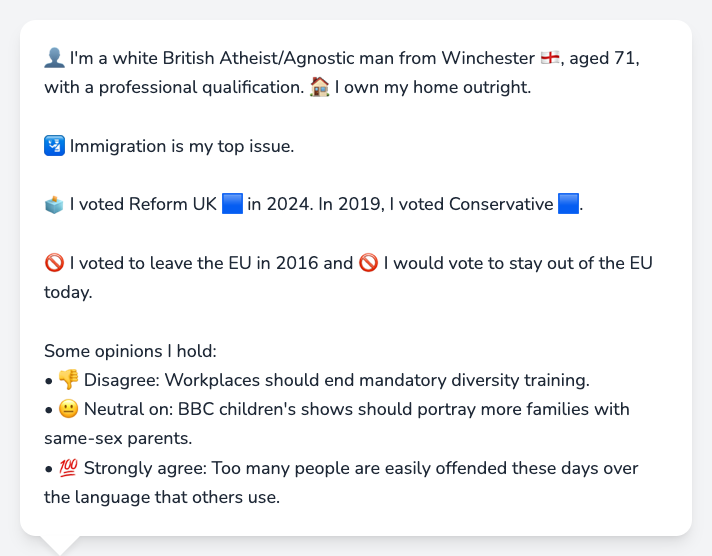 👤 I'm a white British Atheist/Agnostic man from Winchester 🏴󠁧󠁢󠁥󠁮󠁧󠁿, aged 71,
with a professional qualification. 🏠 I own my home outright.
🛂 Immigration is my top issue.
🗳️ I voted Reform UK 🟦 in 2024. In 2019, I voted Conservative 🟦.
🚫 I voted to leave the EU in 2016 and 🚫 I would vote to stay out of the EU
today.
Some opinions I hold:
• 👎 Disagree: Workplaces should end mandatory diversity training.
• 😐 Neutral on: BBC children's shows should portray more families with
same-sex parents.
• 💯 Strongly agree: Too many people are easily offended these days over
the language that others use.